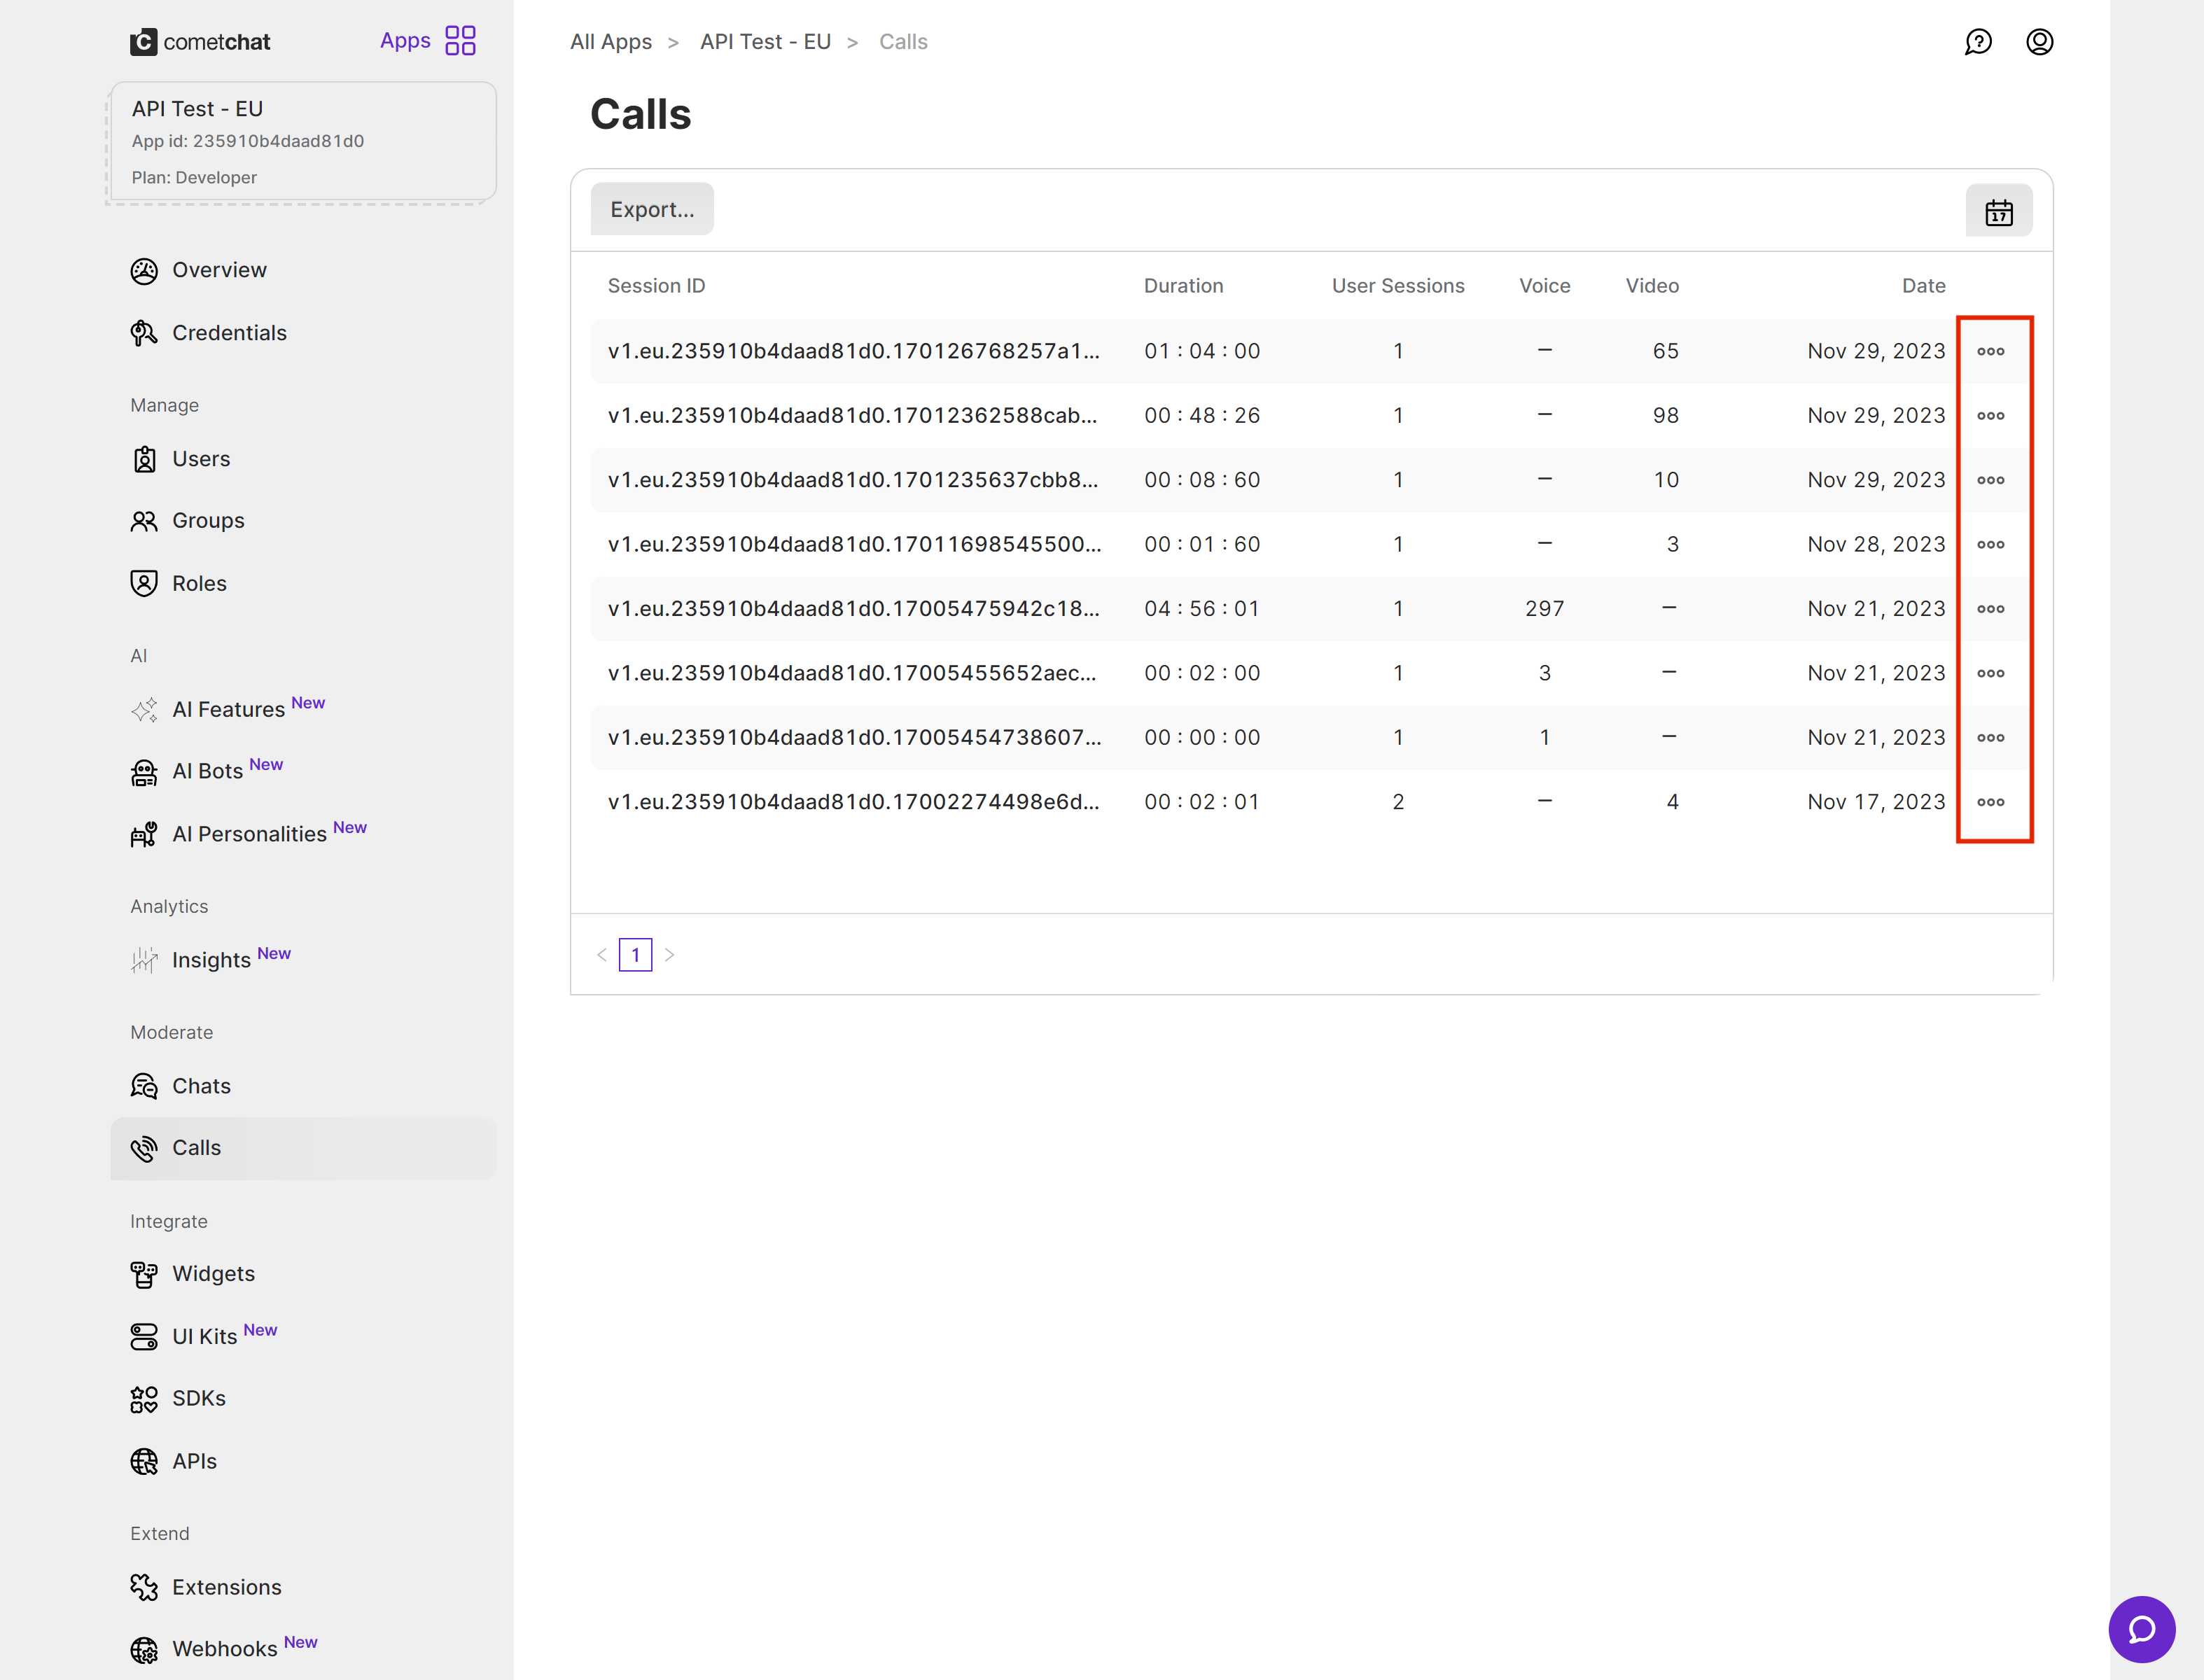 cometchat
Apps
API Test - EU
App id: 235910b4daad81d0
Plan: Developer
Overview
Credentials
Manage
Users
Groups
Roles
AI
AI Features New
AI Bots New
AI Personalities New
Analytics
Insights New
Moderate
Chats
Calls
Integrate
Widgets
UI Kits New
SDKs
APIs
Extend
Extensions
Webhooks New
All Apps > API Test - EU > Calls
Calls
Export...
17
Session ID Duration User Sessions Voice Video Date
v1.eu.235910b4daad81d0.170126768257a1... 01 : 04 : 00 1 – 65 Nov 29, 2023
v1.eu.235910b4daad81d0.17012362588cab... 00 : 48 : 26 1 – 98 Nov 29, 2023
v1.eu.235910b4daad81d0.1701235637cbb8... 00 : 08 : 60 1 – 10 Nov 29, 2023
v1.eu.235910b4daad81d0.17011698545500... 00 : 01 : 60 1 – 3 Nov 28, 2023
v1.eu.235910b4daad81d0.17005475942c18... 04 : 56 : 01 1 297 – Nov 21, 2023
v1.eu.235910b4daad81d0.17005455652aec... 00 : 02 : 00 1 3 – Nov 21, 2023
v1.eu.235910b4daad81d0.17005454738607... 00 : 00 : 00 1 1 – Nov 21, 2023
v1.eu.235910b4daad81d0.17002274498e6d... 00 : 02 : 01 2 – 4 Nov 17, 2023
< 1 >